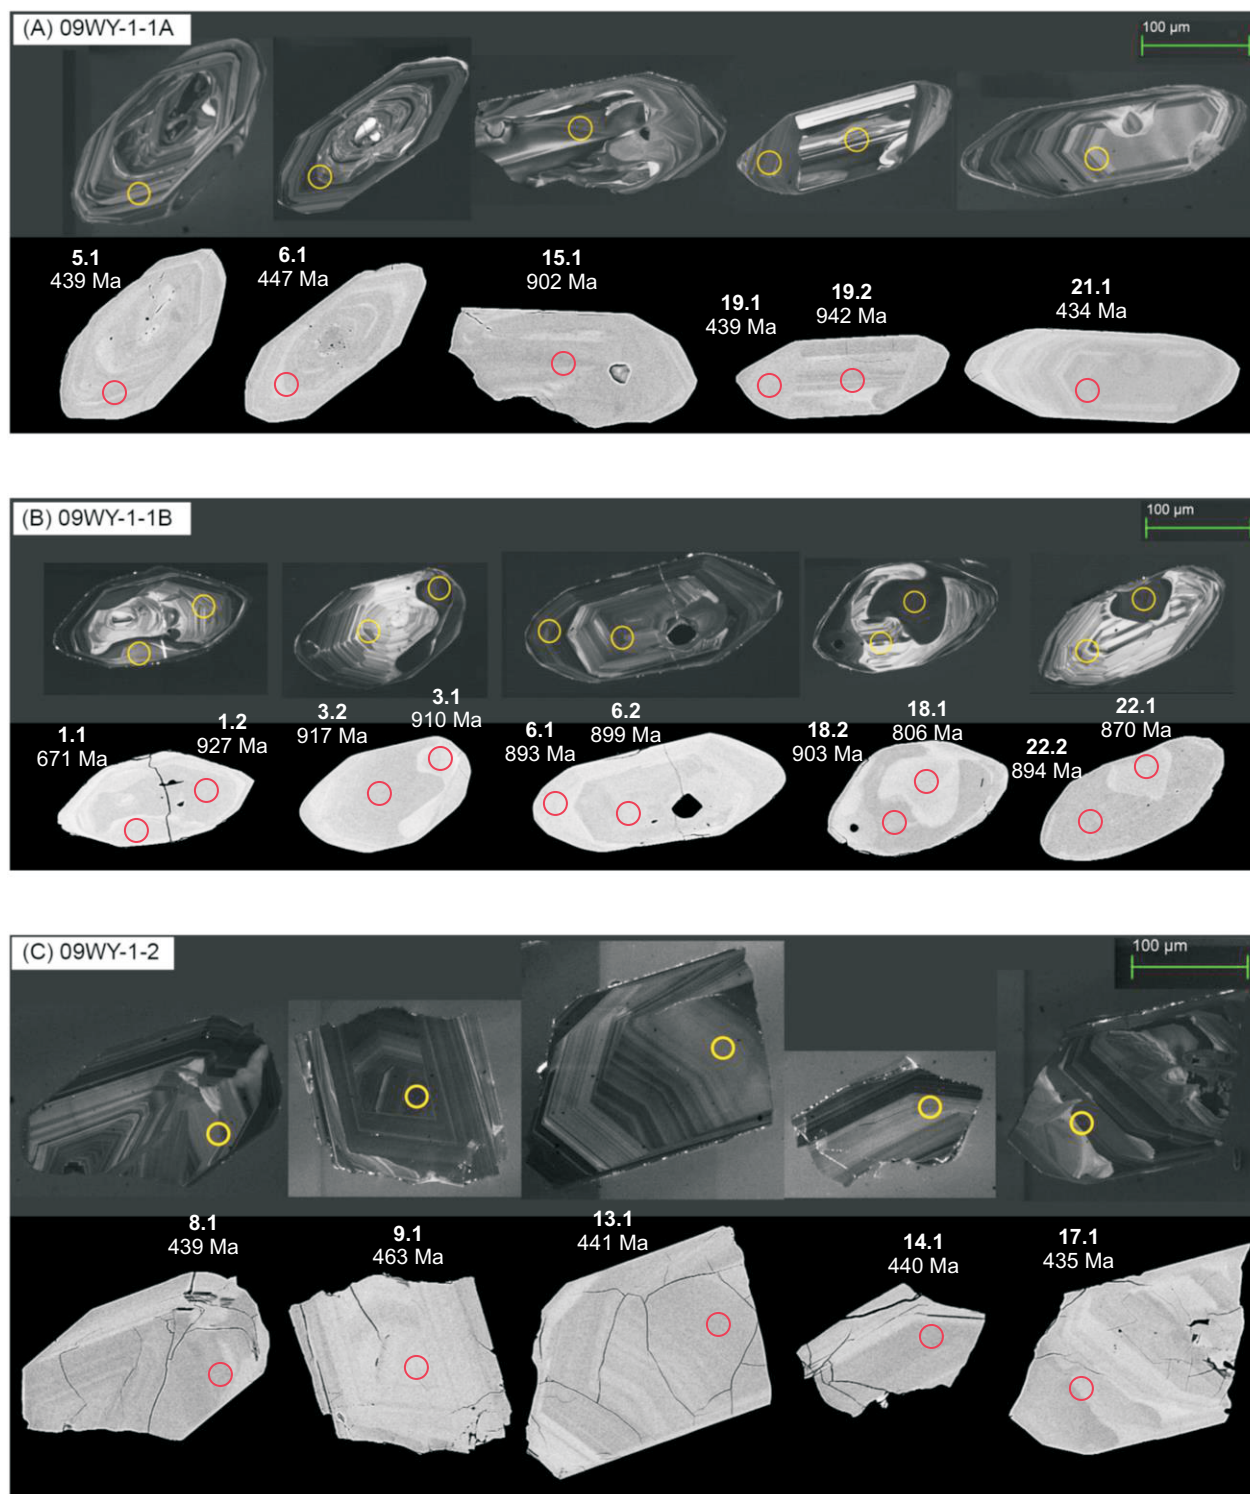 (A) 09WY-1-1A
100 µm
5.1
439 Ma
6.1
447 Ma
15.1
902 Ma
19.1
439 Ma
19.2
942 Ma
21.1
434 Ma
(B) 09WY-1-1B
100 µm
1.1
671 Ma
1.2
927 Ma
3.2
917 Ma
3.1
910 Ma
6.1
893 Ma
6.2
899 Ma
18.2
903 Ma
18.1
806 Ma
22.2
894 Ma
22.1
870 Ma
(C) 09WY-1-2
100 µm
8.1
439 Ma
9.1
463 Ma
13.1
441 Ma
14.1
440 Ma
17.1
435 Ma